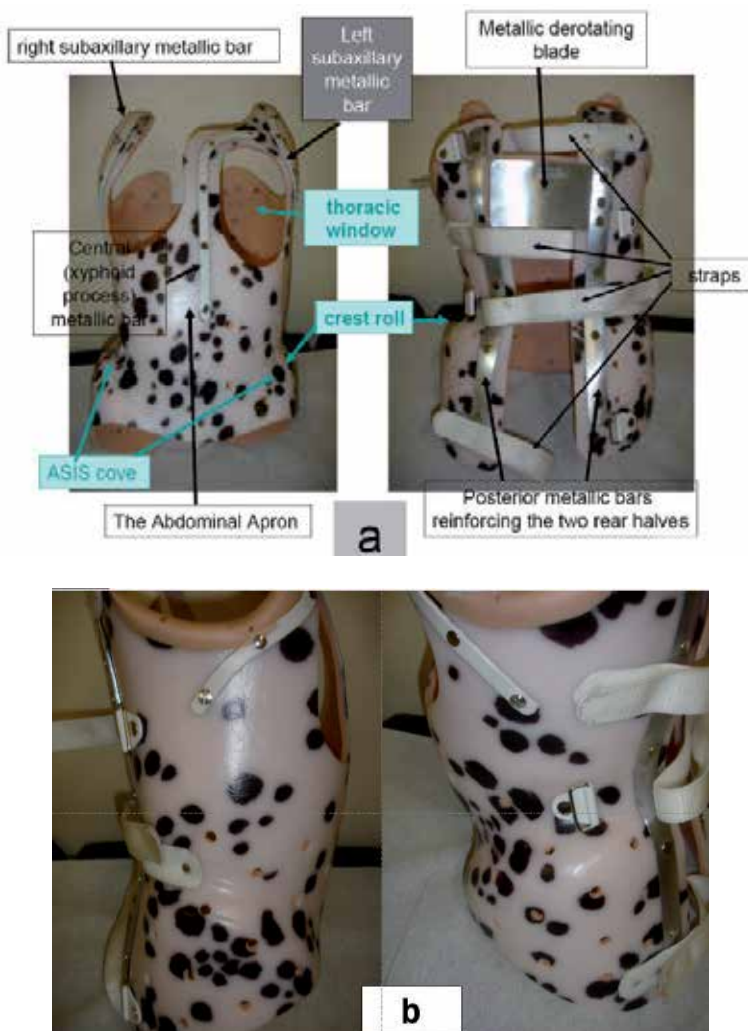 right subaxillary metallic bar
Left
subaxillary
metallic
bar
Metallic derotating
blade
thoracic
window
Central
(xyphoid
process)
metallic bar
crest roll
straps
ASIS cove
The Abdominal Apron
Posterior metallic bars
reinforcing the two rear halves
a
b